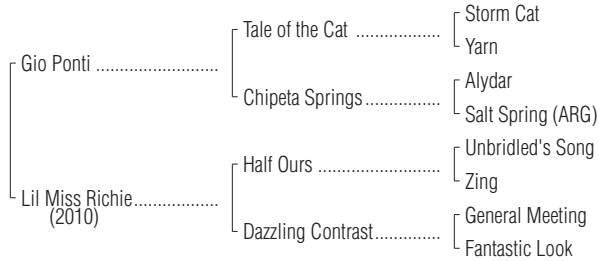 Storm Cat
Tale of the Cat ..................
Yarn
Gio Ponti ..........................
Alydar
Chipeta Springs................
Salt Spring (ARG)
Unbridled's Song
Half Ours ..........................
Zing
Lil Miss Richie..................
(2010)
General Meeting
Dazzling Contrast..............
Fantastic Look